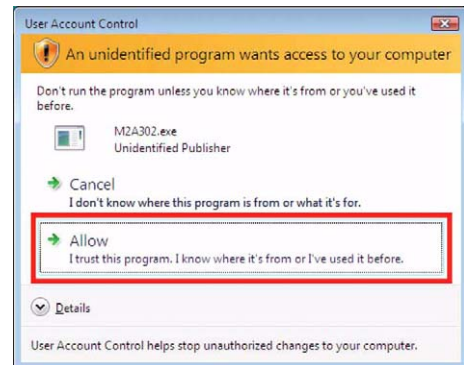 User Account Control
An unidentified program wants access to your computer
Don't run the program unless you know where it's from or you've used it
before.
M2A302.exe
Unidentified Publisher
Cancel
I don't know where this program is from or what it's for.
Allow
I trust this program. I know where it's from or I've used it before.
Details
User Account Control helps stop unauthorized changes to your computer.